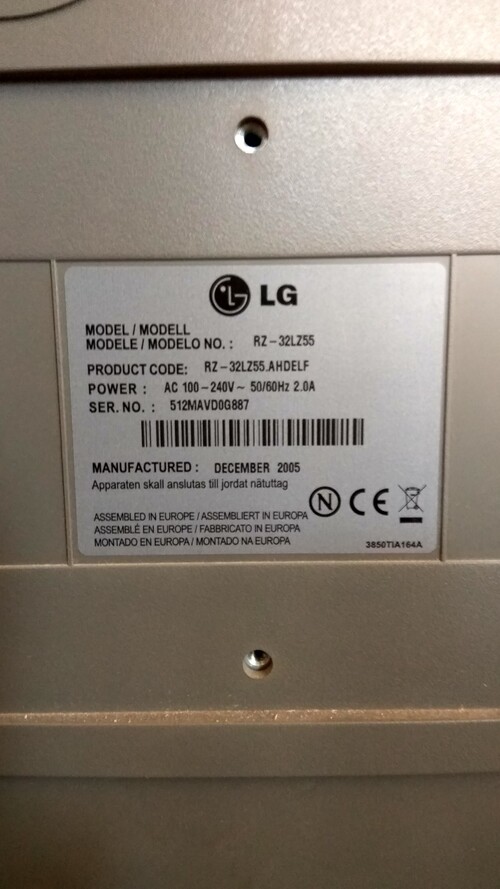 LG
MODEL / MODELL
MODELE / MODELO NO. : RZ-32LZ55
PRODUCT CODE: RZ-32LZ55.AHDELF
POWER : AC 100-240V~ 50/60Hz 2.0A
SER. NO. : 512MAVD0G887
MANUFACTURED : DECEMBER 2005
Apparaten skall anslutas till jordat nätuttag
N CE
ASSEMBLED IN EUROPE / ASSEMBLIERT IN EUROPA
ASSEMBLÉ EN EUROPE / FABBRICATO IN EUROPA
MONTADO EN EUROPA / MONTADO NA EUROPA
3850TIA164A